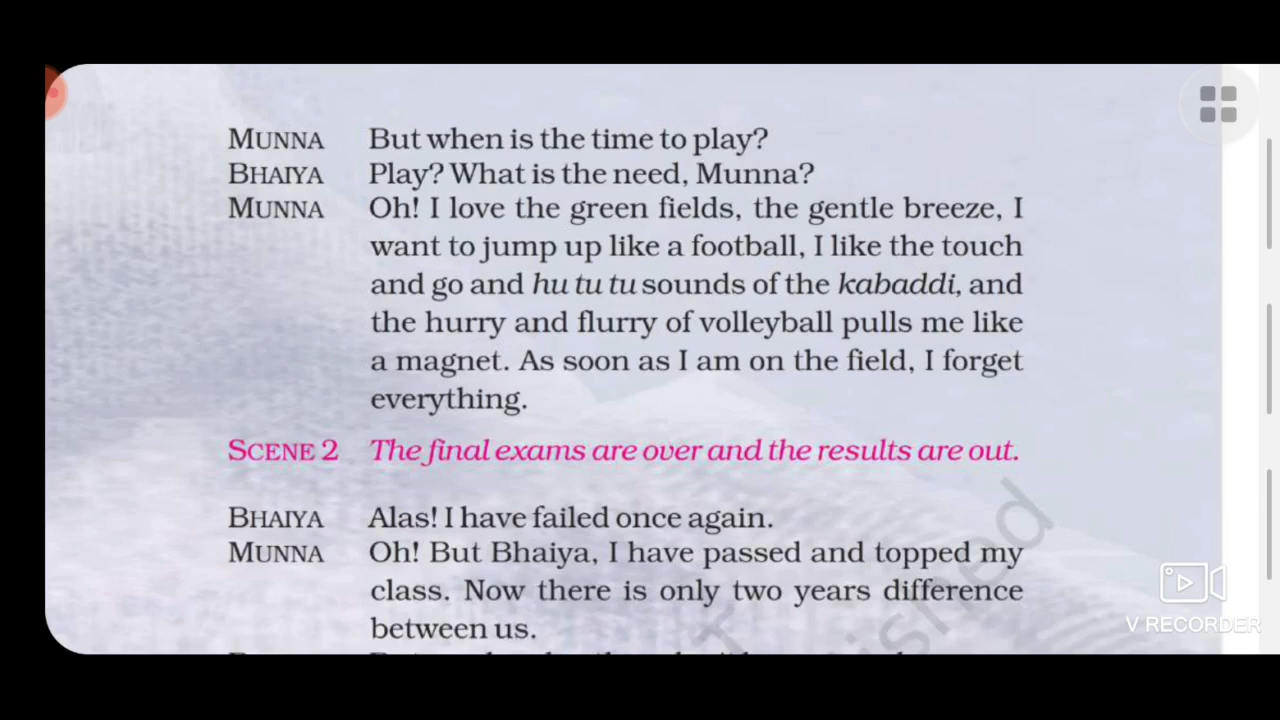 MUNNA But when is the time to play?
BHAIYA Play? What is the need, Munna?
MUNNA Oh! I love the green fields, the gentle breeze, I
want to jump up like a football, I like the touch
and go and hu tu tu sounds of the kabaddi, and
the hurry and flurry of volleyball pulls me like
a magnet. As soon as I am on the field, I forget
everything.
SCENE 2 The final exams are over and the results are out.
BHAIYA Alas! I have failed once again.
MUNNA Oh! But Bhaiya, I have passed and topped my
class. Now there is only two years difference
between us.
V RECORDER